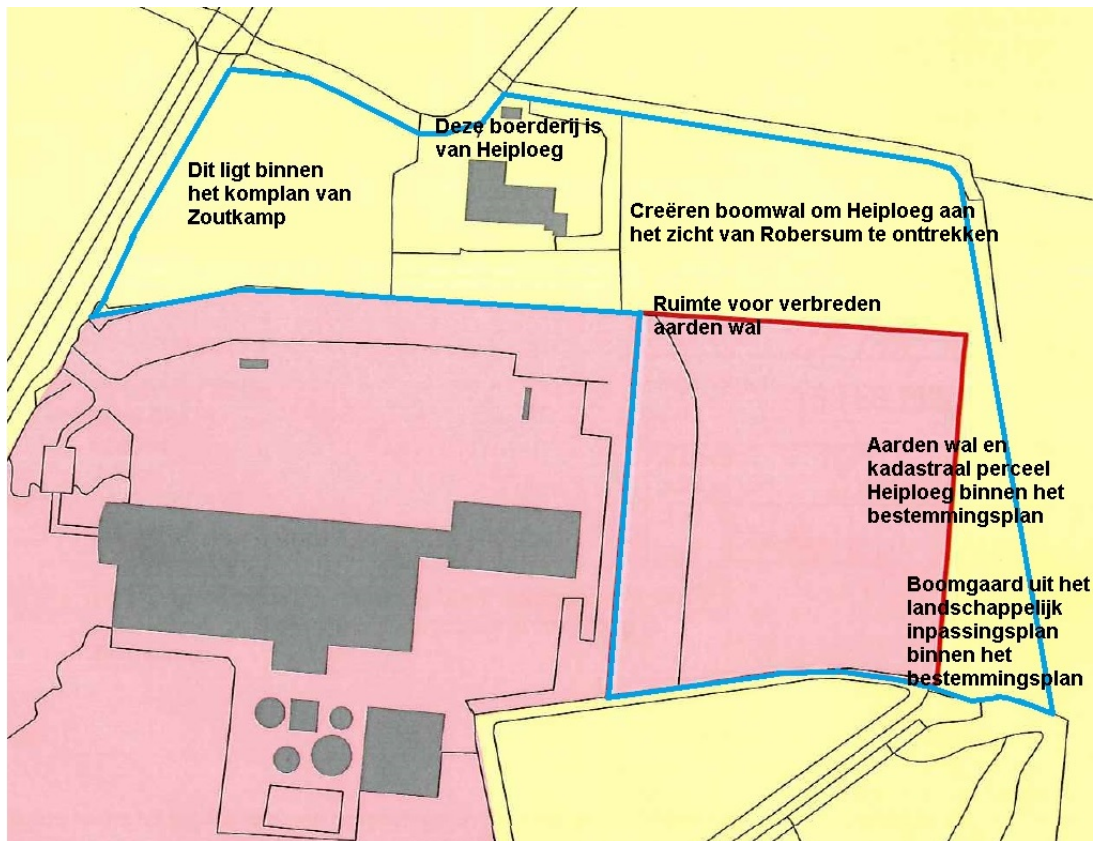 Deze boerderij is
van Heiploeg
Dit ligt binnen
het komplan van
Zoutkamp
Creëren boomwal om Heiploeg aan
het zicht van Robersum te onttrekken
Ruimte voor verbreden
aarden wal
Aarden wal en
kadastraal perceel
Heiploeg binnen het
bestemmingsplan
Boomgaard uit het
landschappelijk
inpassingsplan
binnen het
bestemmingsplan